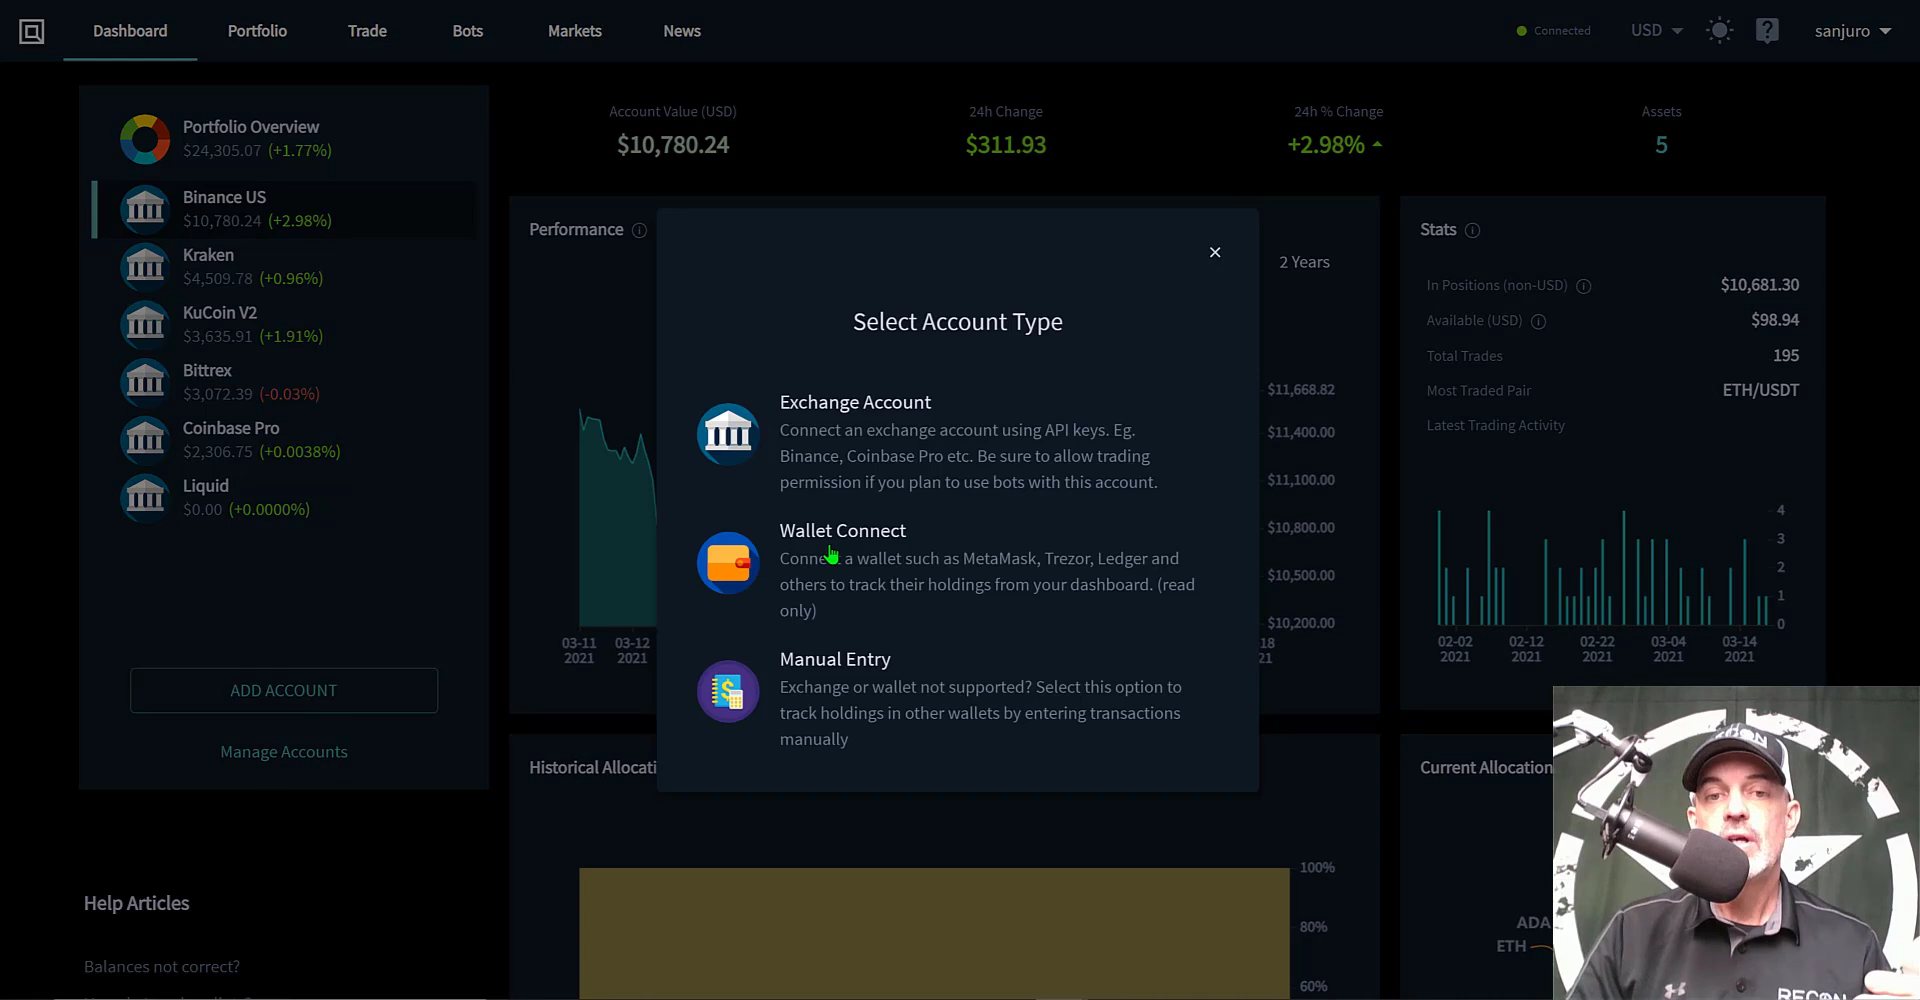 Dashboard
Portfolio
Trade
Bots
Markets
News
Connected
USD
sanjuro
Portfolio Overview
$24,305.07 (+1.77%)
Binance US
$10,780.24 (+2.98%)
Kraken
$4,509.78 (+0.96%)
KuCoin V2
$3,635.91 (+1.91%)
Bittrex
$3,072.39 (-0.03%)
Coinbase Pro
$2,306.75 (+0.0038%)
Liquid
$0.00 (+0.0000%)
ADD ACCOUNT
Manage Accounts
Help Articles
Balances not correct?
Account Value (USD)
$10,780.24
24h Change
$311.93
24h % Change
+2.98%
Assets
5
Performance
2 Years
$11,668.82
$11,400.00
$11,100.00
$10,800.00
$10,500.00
$10,200.00
03-11
2021
03-12
2021
18
21
Select Account Type
Exchange Account
Connect an exchange account using API keys. Eg.
Binance, Coinbase Pro etc. Be sure to allow trading
permission if you plan to use bots with this account.
Wallet Connect
Connect a wallet such as MetaMask, Trezor, Ledger and
others to track their holdings from your dashboard. (read
only)
Manual Entry
Exchange or wallet not supported? Select this option to
track holdings in other wallets by entering transactions
manually
Stats
In Positions (non-USD)
$10,681.30
Available (USD)
$98.94
Total Trades
195
Most Traded Pair
ETH/USDT
Latest Trading Activity
4
3
2
1
0
02-02
2021
02-12
2021
02-22
2021
03-04
2021
03-14
2021
Historical Allocati
100%
80%
60%
Current Allocation
ADA
ETH
RECON
RECON